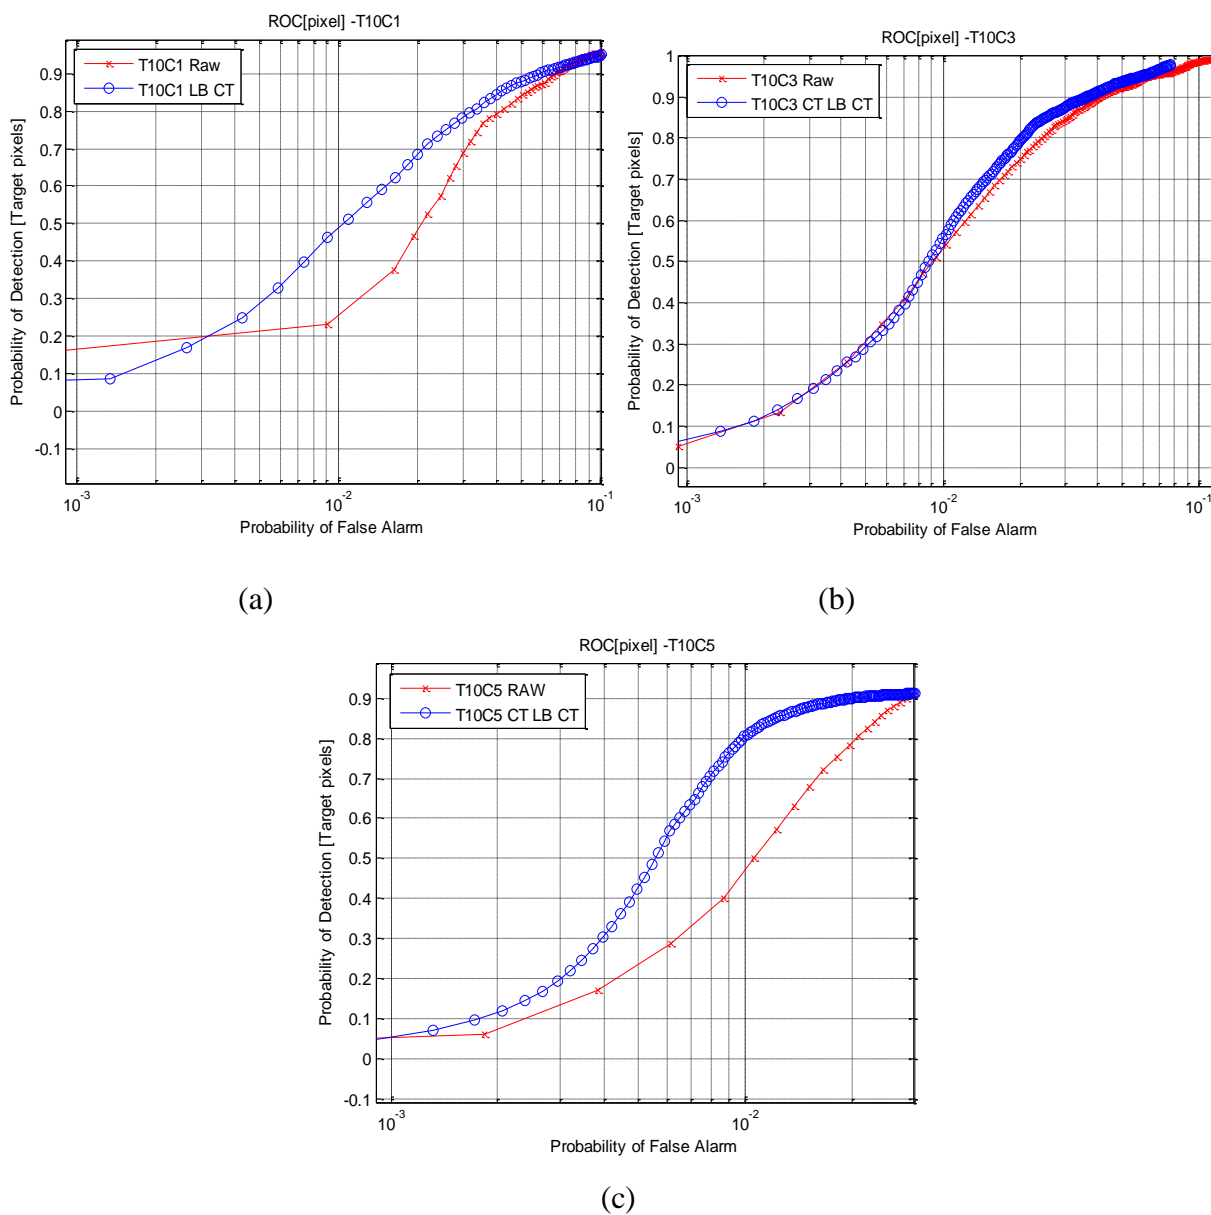 ROC[pixel] -T10C1
T10C1 Raw
T10C1 LB CT
Probability of Detection [Target pixels]
0.9
0.8
0.7
0.6
0.5
0.4
0.3
0.2
0.1
0
-0.1
10-3
10-2
10-1
Probability of False Alarm
(a)
ROC[pixel] -T10C3
T10C3 Raw
T10C3 CT LB CT
Probability of Detection [Target pixels]
1
0.9
0.8
0.7
0.6
0.5
0.4
0.3
0.2
0.1
0
10-3
10-2
10-1
Probability of False Alarm
(b)
ROC[pixel] -T10C5
T10C5 RAW
T10C5 CT LB CT
Probability of Detection [Target pixels]
0.9
0.8
0.7
0.6
0.5
0.4
0.3
0.2
0.1
0
-0.1
10-3
10-2
Probability of False Alarm
(c)